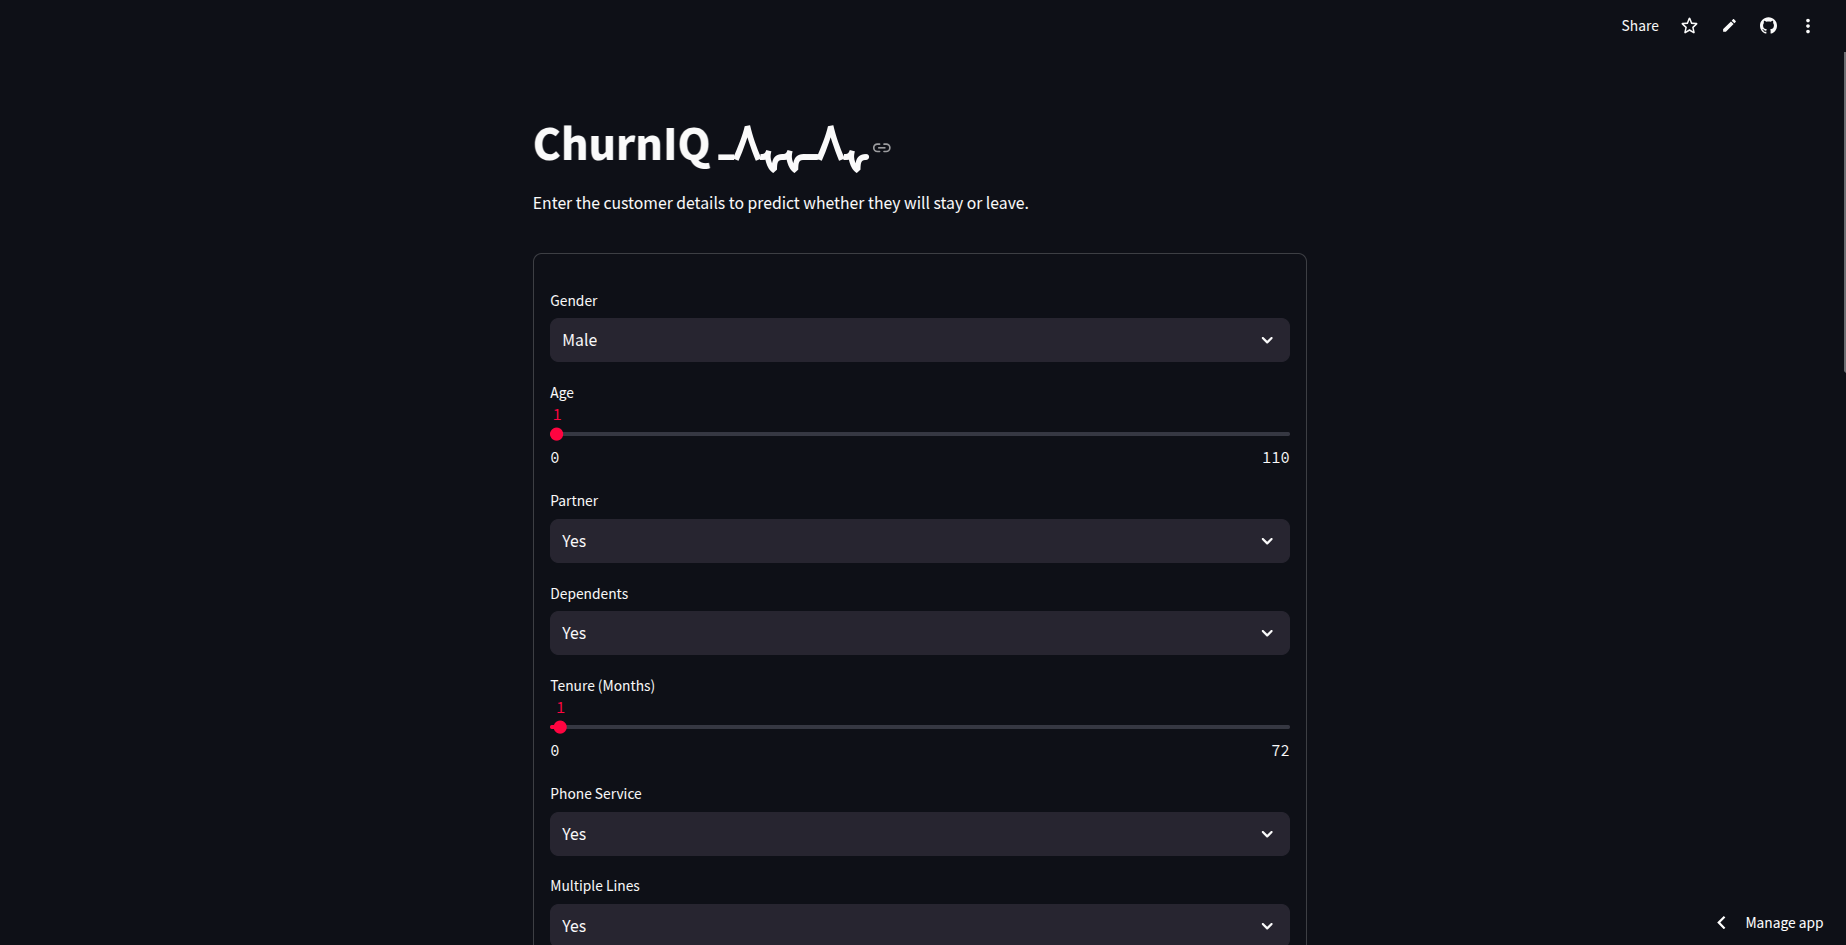 Share
ChurnIQ
Enter the customer details to predict whether they will stay or leave.
Gender
Male
Age
1
0 110
Partner
Yes
Dependents
Yes
Tenure (Months)
1
0 72
Phone Service
Yes
Multiple Lines
Yes
Manage app